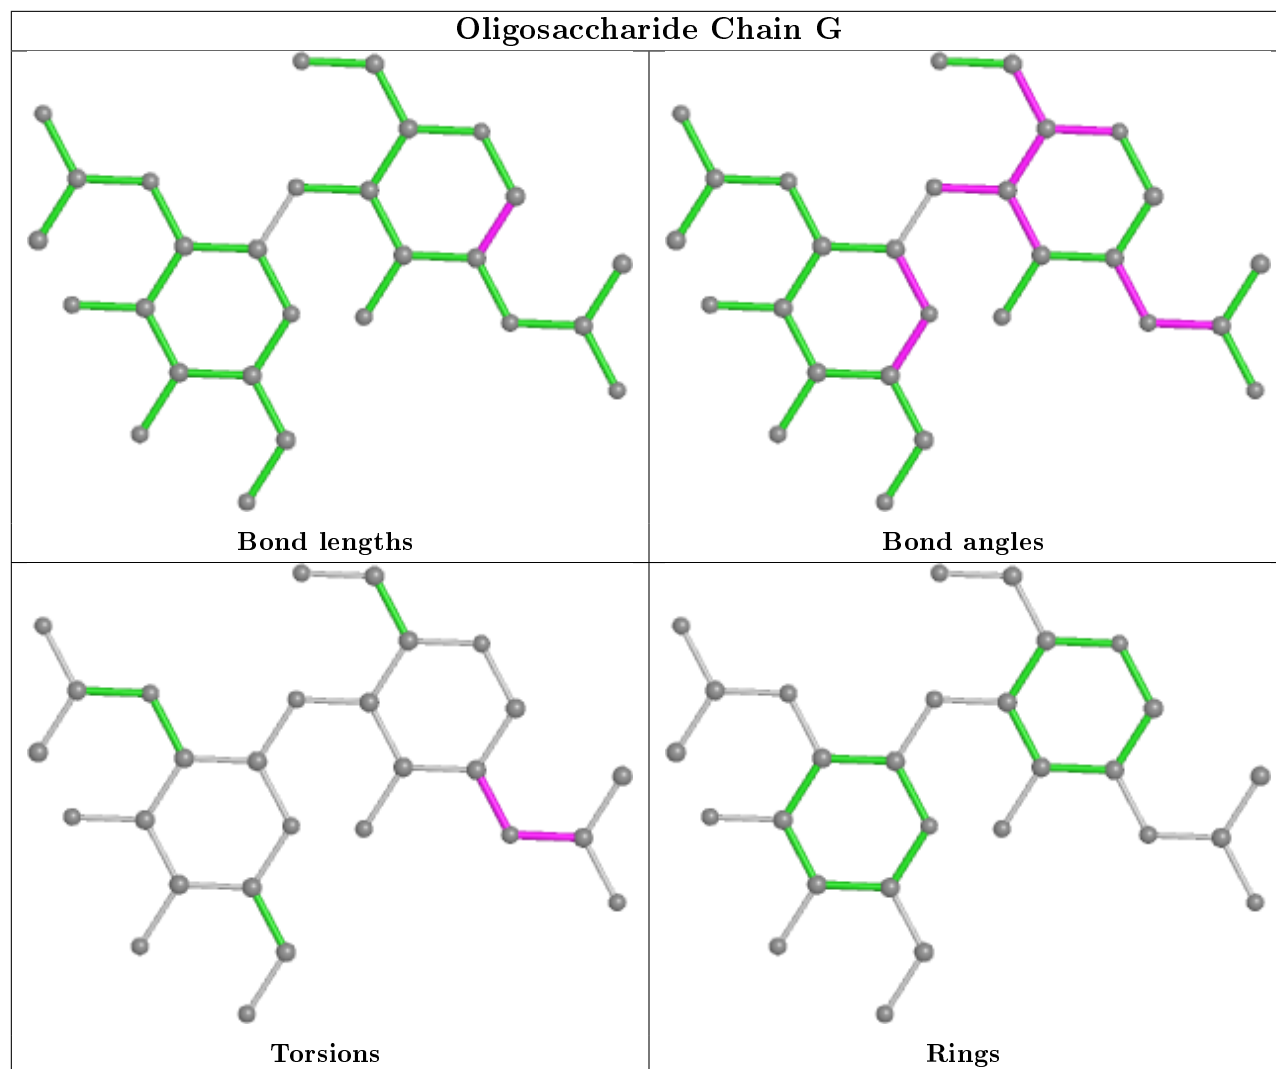 Oligosaccharide Chain G
Bond lengths
Bond angles
Torsions
Rings